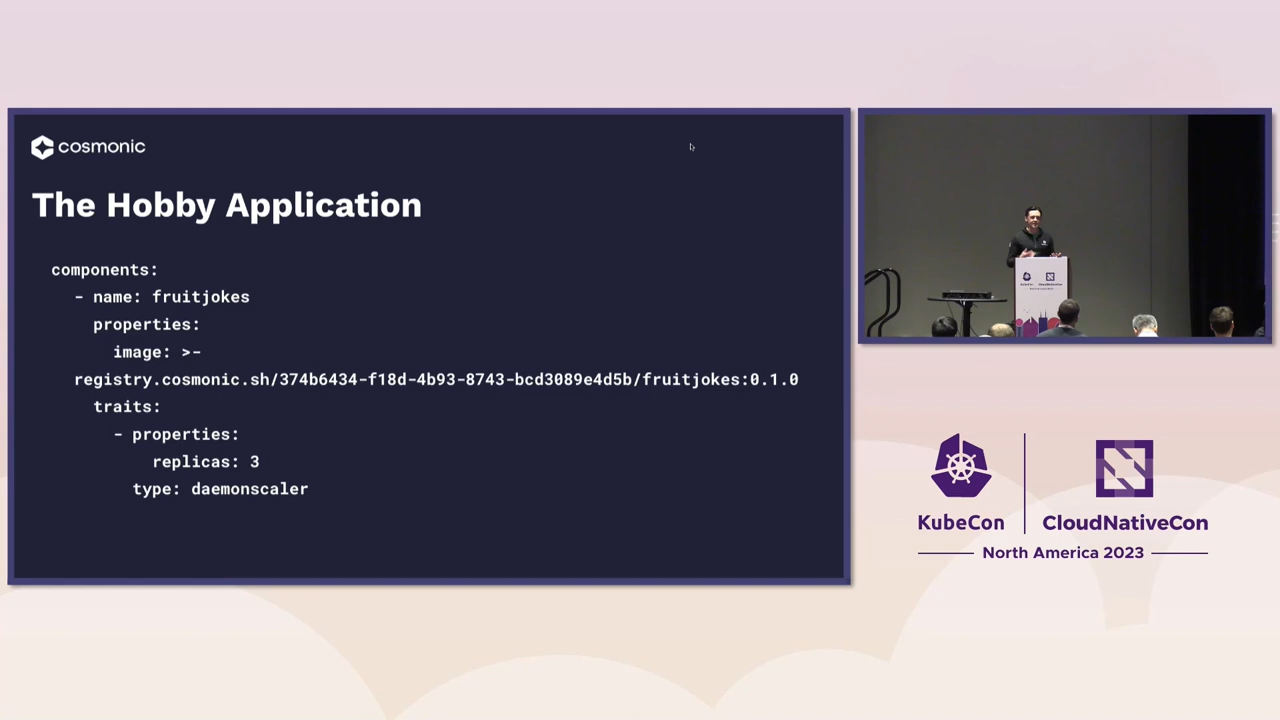 cosmonic
The Hobby Application
components:
- name: fruitjokes
properties:
image: >-
registry.cosmonic.sh/374b6434-f18d-4b93-8743-bcd3089e4d5b/fruitjokes:0.1.0
traits:
- properties:
replicas: 3
type: daemonscaler
KubeCon
CloudNativeCon
North America 2023